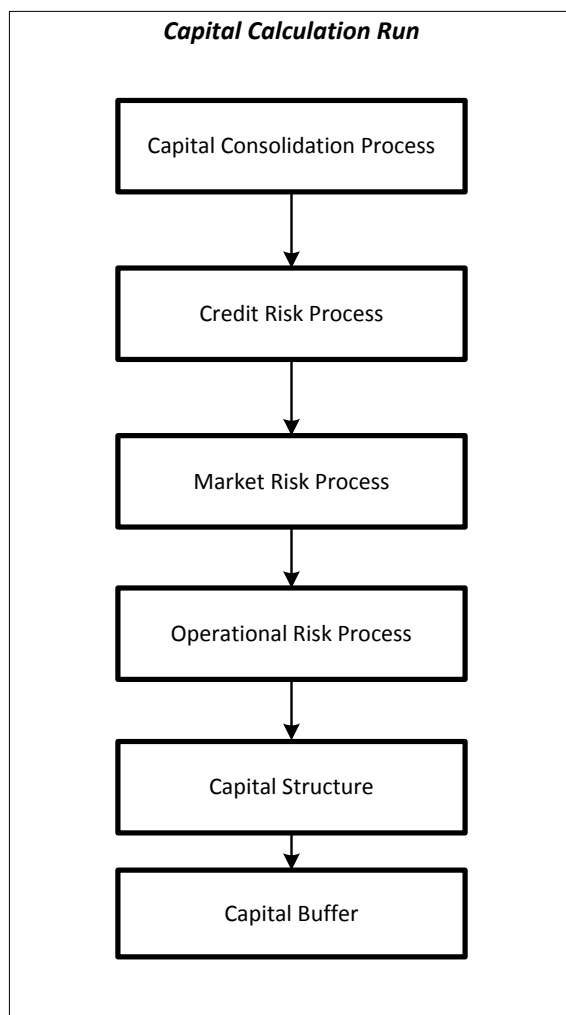 Capital Calculation Run
Capital Consolidation Process
Credit Risk Process
Market Risk Process
Operational Risk Process
Capital Structure
Capital Buffer